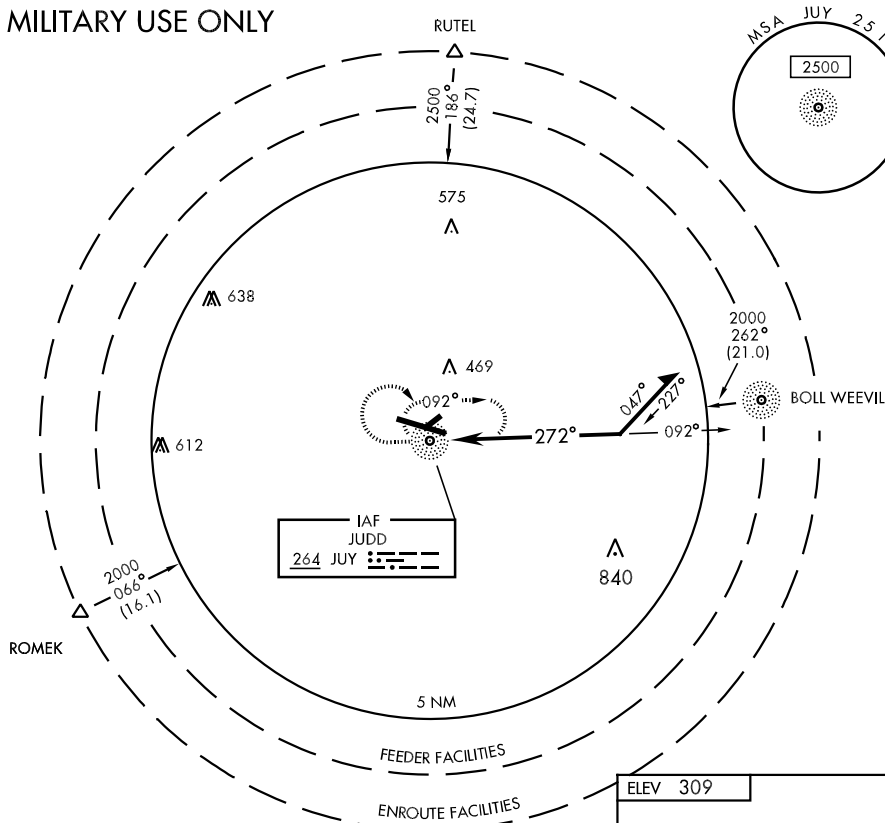 MILITARY USE ONLY
RUTEL
MSA JUY 25
2500
2500
186°
(24.7)
575
638
469
092°
2000
262°
(21.0)
BOLL WEEVIL
047°
227°
272°
092°
612
IAF
JUDD
264 JUY
840
2000
066°
(16.1)
ROMEK
5 NM
FEEDER FACILITIES
ENROUTE FACILITIES
ELEV 309